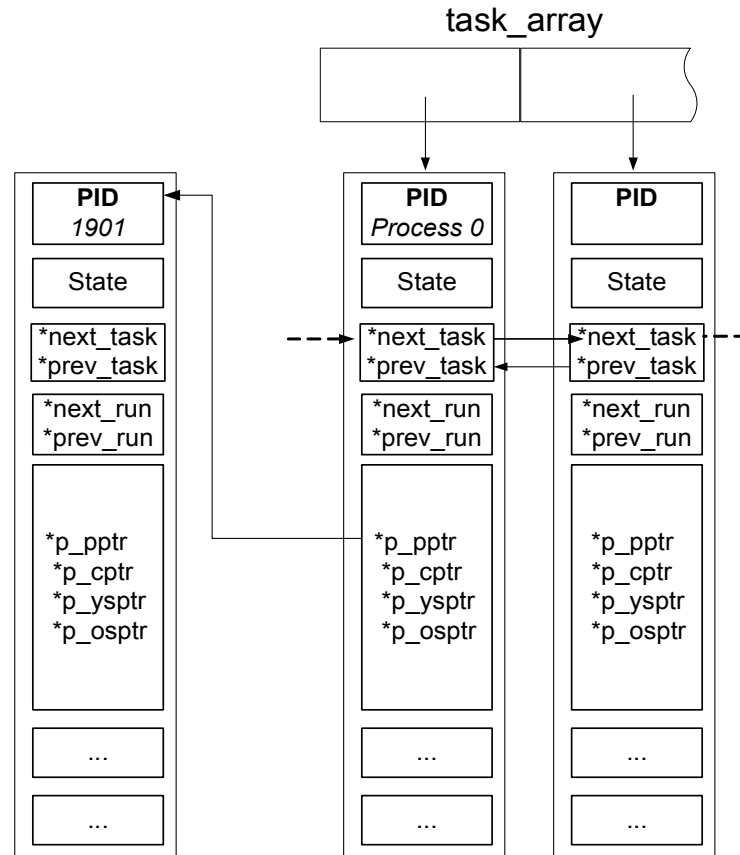 task_array
PID
1901
State
*next_task
*prev_task
*next_run
*prev_run
*p_pptr
*p_cptr
*p_ysptr
*p_osptr
...
...
PID
Process 0
State
*next_task
*prev_task
*next_run
*prev_run
*p_pptr
*p_cptr
*p_ysptr
*p_osptr
...
...
PID
State
*next_task
*prev_task
*next_run
*prev_run
*p_pptr
*p_cptr
*p_ysptr
*p_osptr
...
...